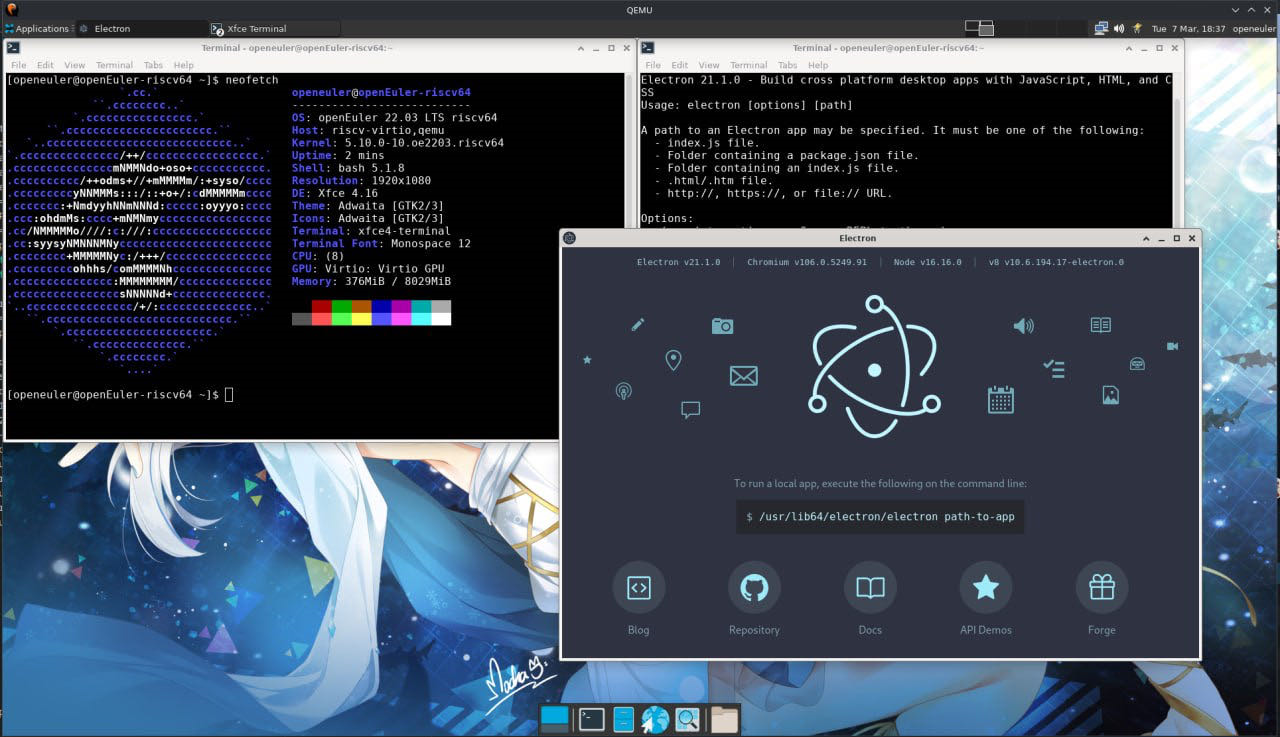 QEMU
Applications
Electron
Xfce Terminal
Tue 7 Mar, 18:37
openeuler
Terminal - openeuler@openEuler-riscv64:~
File Edit View Terminal Tabs Help
[openeuler@openEuler-riscv64 ~]$ neofetch
openeuler@openEuler-riscv64
---------------------------
OS: openEuler 22.03 LTS riscv64
Host: riscv-virtio,qemu
Kernel: 5.10.0-10.oe2203.riscv64
Uptime: 2 mins
Shell: bash 5.1.8
Resolution: 1920x1080
DE: Xfce 4.16
Theme: Adwaita [GTK2/3]
Icons: Adwaita [GTK2/3]
Terminal: xfce4-terminal
Terminal Font: Monospace 12
CPU: (8)
GPU: Virtio: Virtio GPU
Memory: 376MiB / 8029MiB
[openeuler@openEuler-riscv64 ~]$
Terminal - openeuler@openEuler-riscv64:~
File Edit View Terminal Tabs Help
Electron 21.1.0 - Build cross platform desktop apps with JavaScript, HTML, and C
SS
Usage: electron [options] [path]
A path to an Electron app may be specified. It must be one of the following:
- index.js file.
- Folder containing a package.json file.
- Folder containing an index.js file.
- .html/.htm file.
- http://, https://, or file:// URL.
Options:
Electron
Electron v21.1.0 | Chromium v106.0.5249.91 | Node v16.16.0 | v8 v10.6.194.17-electron.0
To run a local app, execute the following on the command line:
$ /usr/lib64/electron/electron path-to-app
Blog
Repository
Docs
API Demos
Forge